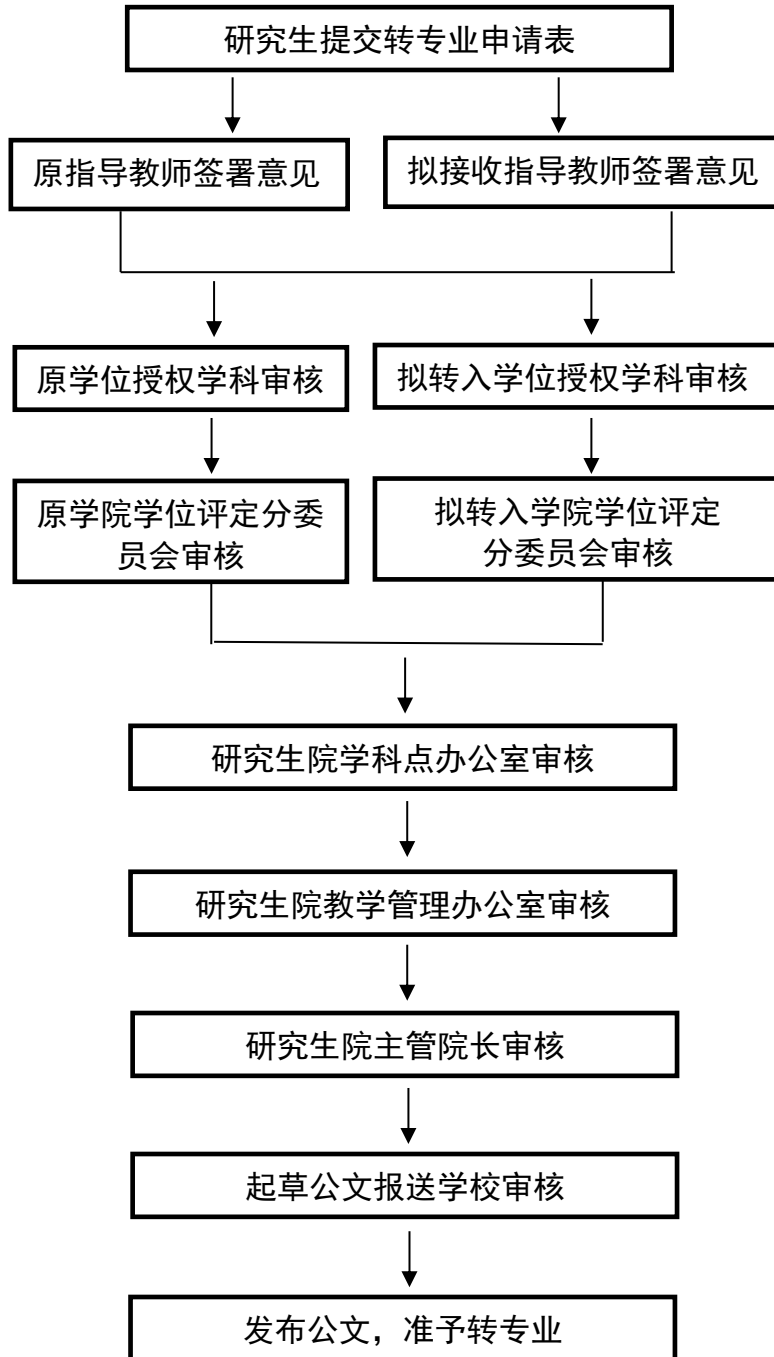 研究生提交转专业申请表
原指导教师签署意见
拟接收指导教师签署意见
原学位授权学科审核
拟转入学位授权学科审核
原学院学位评定分委
员会审核
拟转入学院学位评定
分委员会审核
研究生院学科点办公室审核
研究生院教学管理办公室审核
研究生院主管院长审核
起草公文报送学校审核
发布公文，准予转专业